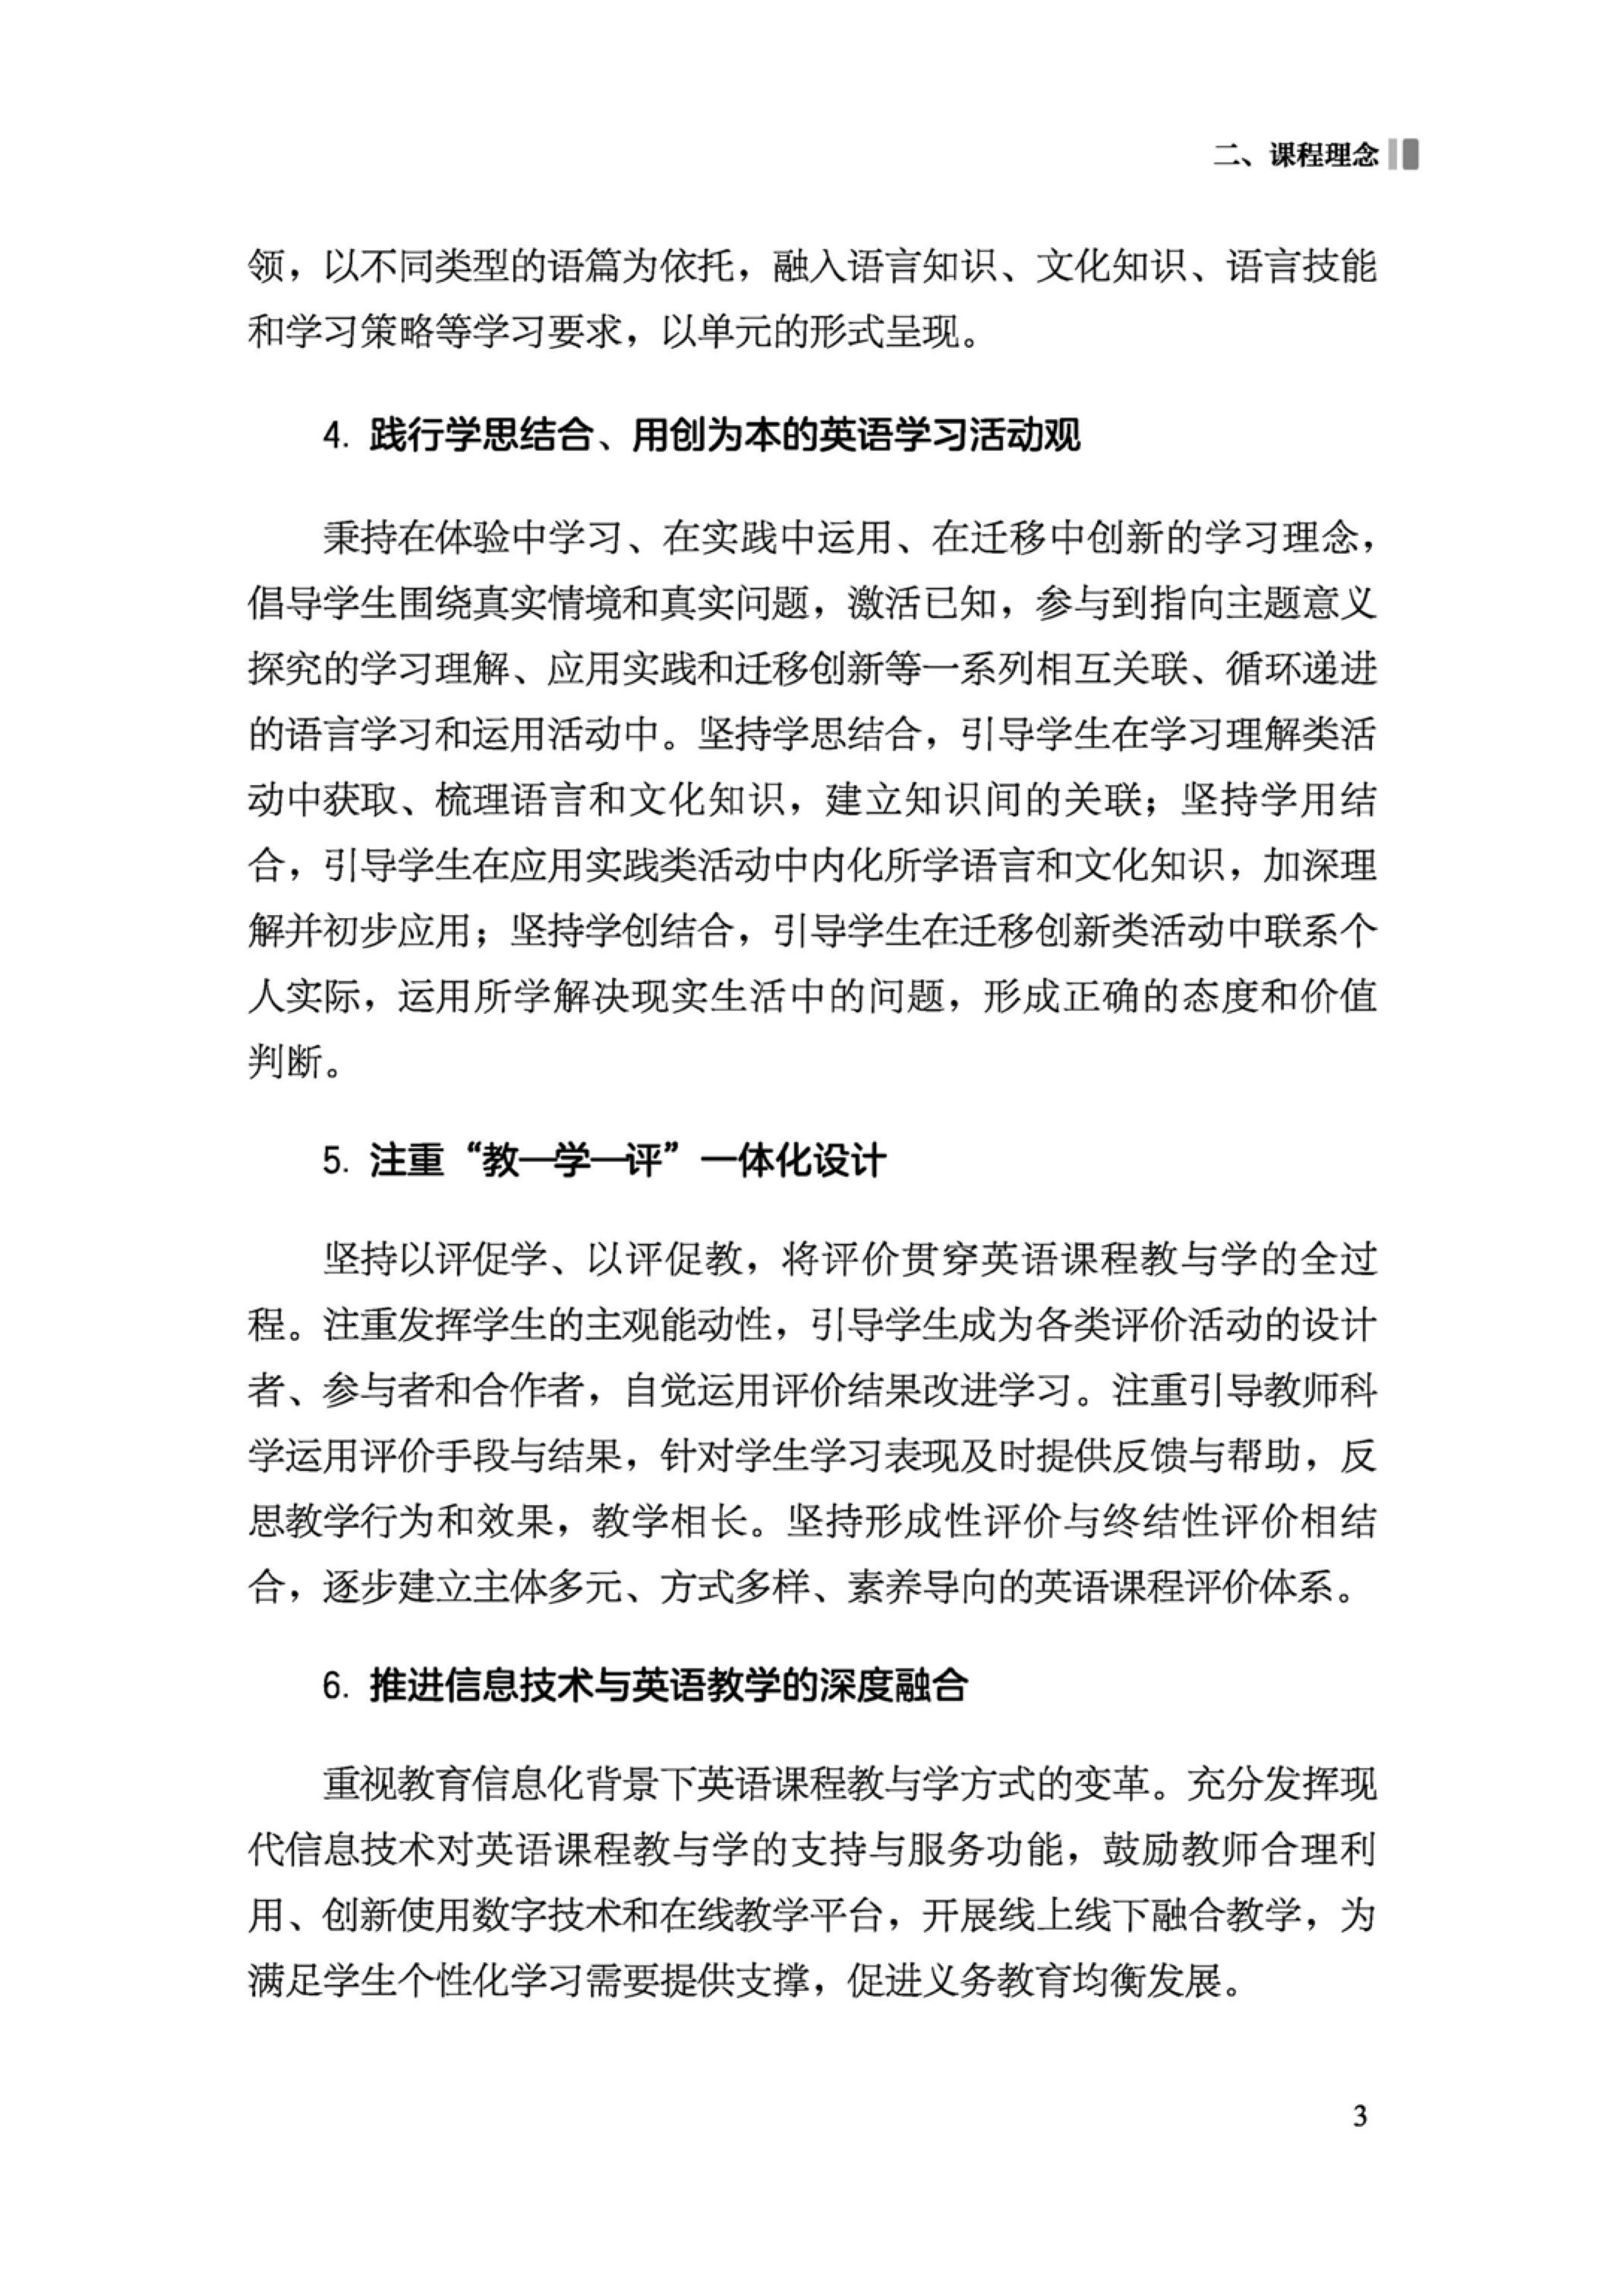 二、课程理念
领，以不同类型的语篇为依托，融入语言知识、文化知识、语言技能
和学习策略等学习要求，以单元的形式呈现。
4. 践行学思结合、用创为本的英语学习活动观
秉持在体验中学习、在实践中运用、在迁移中创新的学习理念，
倡导学生围绕真实情境和真实问题，激活已知，参与到指向主题意义
探究的学习理解、应用实践和迁移创新等一系列相互关联、循环递进
的语言学习和运用活动中。坚持学思结合，引导学生在学习理解类活
动中获取、梳理语言和文化知识，建立知识间的关联；坚持学用结
合，引导学生在应用实践类活动中内化所学语言和文化知识，加深理
解并初步应用；坚持学创结合，引导学生在迁移创新类活动中联系个
人实际，运用所学解决现实生活中的问题，形成正确的态度和价值
判断。
5. 注重“教—学—评”一体化设计
坚持以评促学、以评促教，将评价贯穿英语课程教与学的全过
程。注重发挥学生的主观能动性，引导学生成为各类评价活动的设计
者、参与者和合作者，自觉运用评价结果改进学习。注重引导教师科
学运用评价手段与结果，针对学生学习表现及时提供反馈与帮助，反
思教学行为和效果，教学相长。坚持形成性评价与终结性评价相结
合，逐步建立主体多元、方式多样、素养导向的英语课程评价体系。
6. 推进信息技术与英语教学的深度融合
重视教育信息化背景下英语课程教与学方式的变革。充分发挥现
代信息技术对英语课程教与学的支持与服务功能，鼓励教师合理利
用、创新使用数字技术和在线教学平台，开展线上线下融合教学，为
满足学生个性化学习需要提供支撑，促进义务教育均衡发展。
3